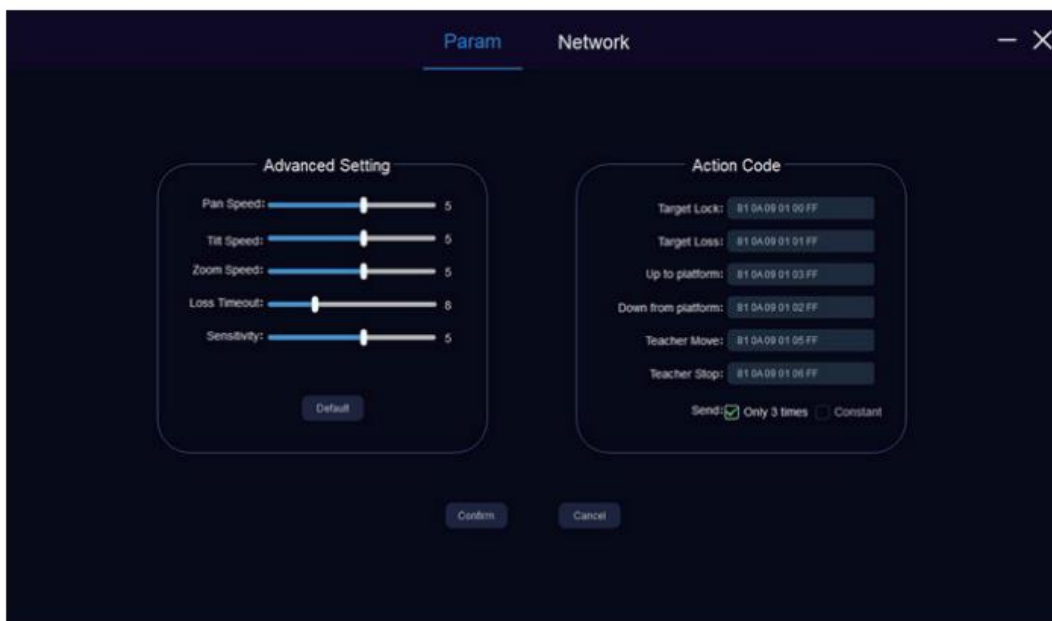 Param Network
Advanced Setting
Pan Speed: 5
Tilt Speed: 5
Zoom Speed: 5
Loss Timeout: 8
Sensitivity: 5
Default
Action Code
Target Lock: 81 0A 09 01 00 FF
Target Loss: 81 0A 09 01 01 FF
Up to platform: 81 0A 09 01 03 FF
Down from platform: 81 0A 09 01 02 FF
Teacher Move: 81 0A 09 01 05 FF
Teacher Stop: 81 0A 09 01 06 FF
Send: Only 3 times Constant
Confirm Cancel